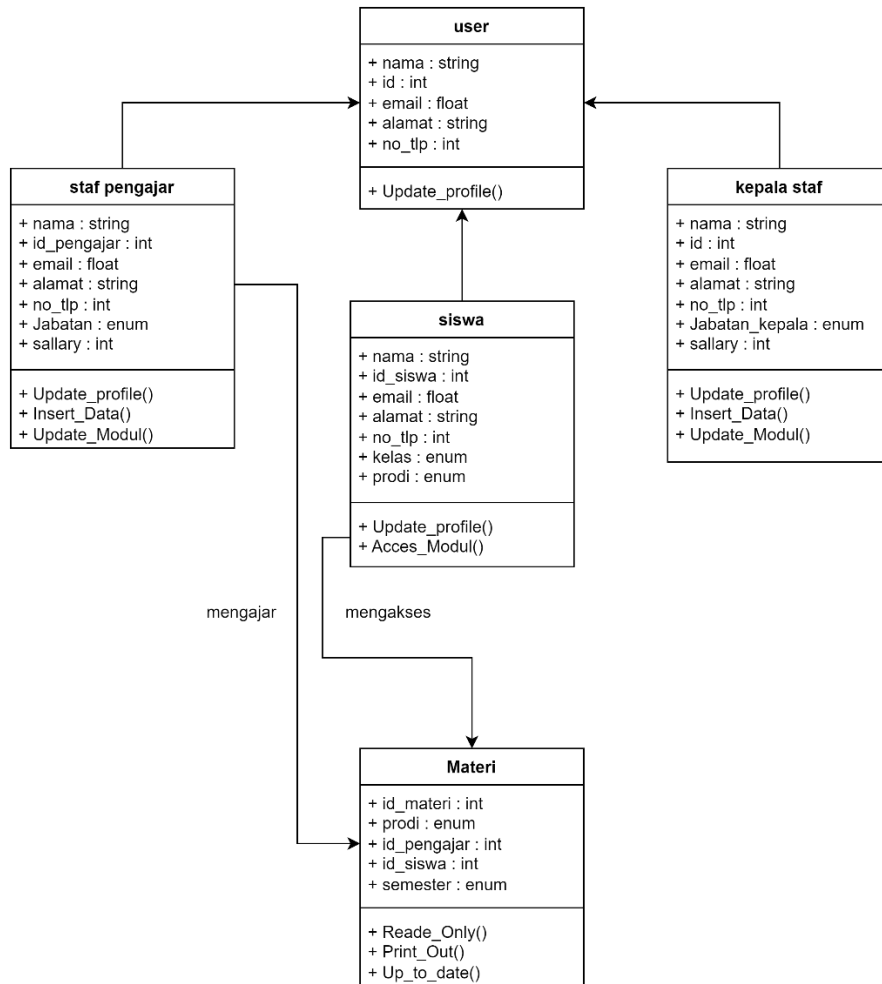 user
+ nama : string
+ id : int
+ email : float
+ alamat : string
+ no_tlp : int
+ Update_profile()
staf pengajar
+ nama : string
+ id_pengajar : int
+ email : float
+ alamat : string
+ no_tlp : int
+ Jabatan : enum
+ sallary : int
+ Update_profile()
+ Insert_Data()
+ Update_Modul()
kepala staf
+ nama : string
+ id : int
+ email : float
+ alamat : string
+ no_tlp : int
+ Jabatan_kepala : enum
+ sallary : int
+ Update_profile()
+ Insert_Data()
+ Update_Modul()
siswa
+ nama : string
+ id_siswa : int
+ email : float
+ alamat : string
+ no_tlp : int
+ kelas : enum
+ prodi : enum
+ Update_profile()
+ Acces_Modul()
mengajar
mengakses
Materi
+ id_materi : int
+ prodi : enum
+ id_pengajar : int
+ id_siswa : int
+ semester : enum
+ Reade_Only()
+ Print_Out()
+ Up_to_date()